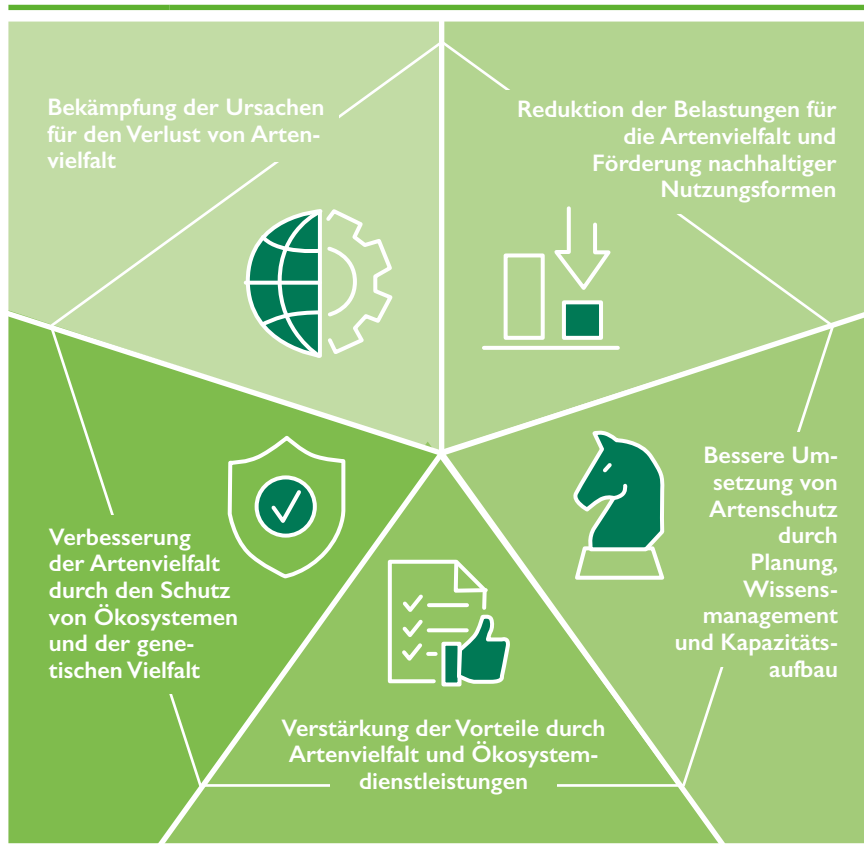 Bekämpfung der Ursachen
für den Verlust von Arten-
vielfalt
Reduktion der Belastungen für
die Artenvielfalt und
Förderung nachhaltiger
Nutzungsformen
Bessere Um-
setzung von
Artenschutz
durch
Planung,
Wissens-
management
und Kapazitäts-
aufbau
Verstärkung der Vorteile durch
Artenvielfalt und Ökosystem-
dienstleistungen
Verbesserung
der Artenvielfalt
durch den Schutz
von Ökosystemen
und der gene-
tischen Vielfalt